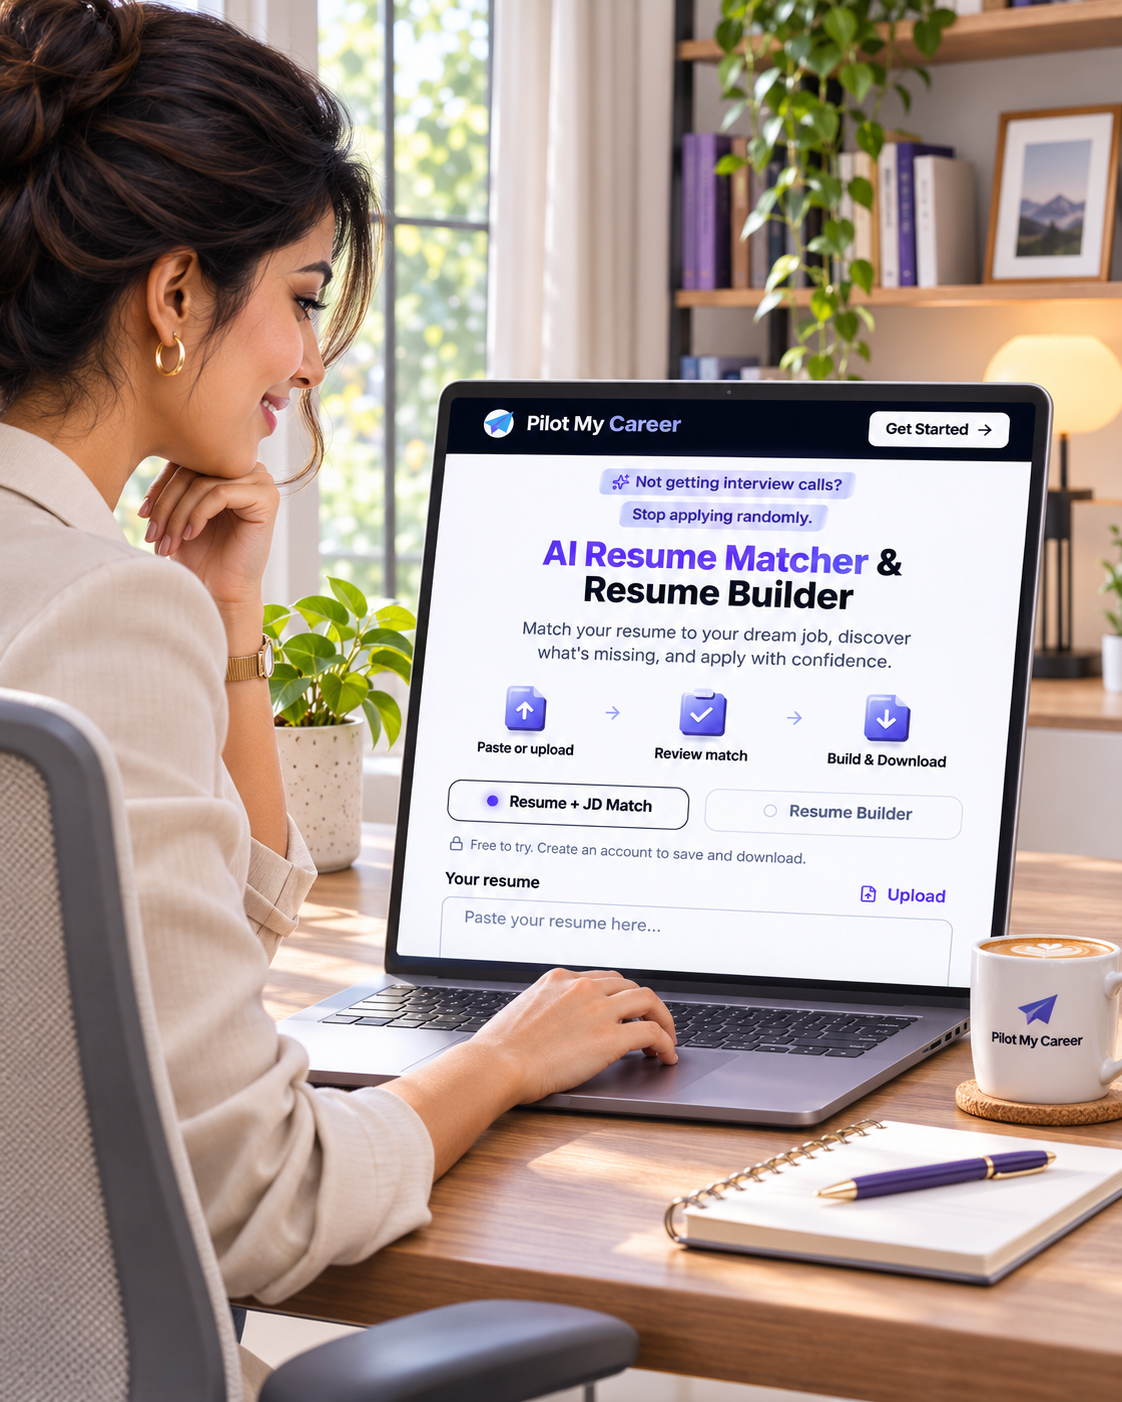 Pilot My Career
Get Started →
Not getting interview calls?
Stop applying randomly.
AI Resume Matcher &
Resume Builder
Match your resume to your dream job, discover
what's missing, and apply with confidence.
Paste or upload
Review match
Build & Download
Resume + JD Match
Resume Builder
Free to try. Create an account to save and download.
Your resume
Upload
Paste your resume here...
Pilot My Career